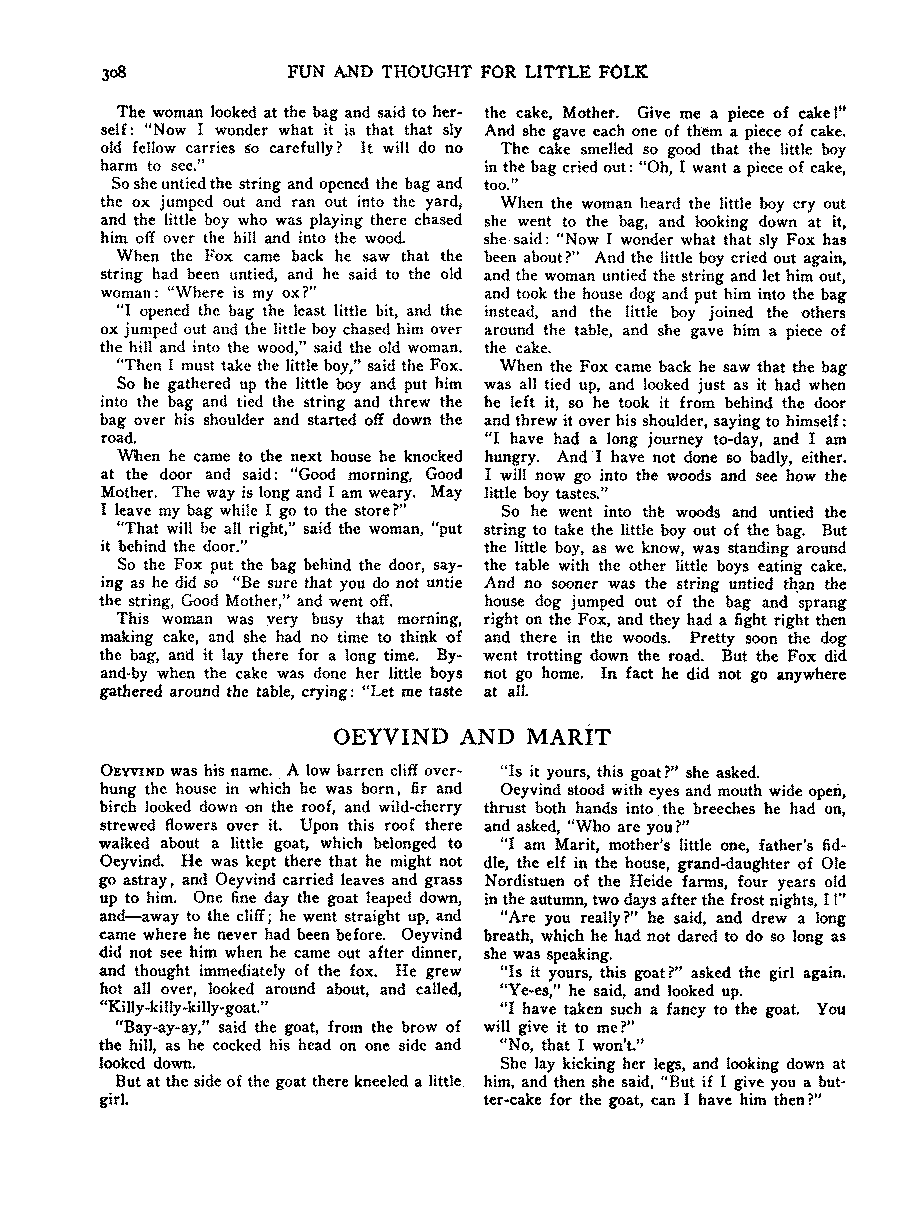 308
FUN AND THOUGHT FOR LITTLE FOLK
The woman looked at the bag and said to her-
self: "Now I wonder what it is that that sly
old fellow carries so carefully? It will do no
harm to see."
So she untied the string and opened the bag and
the ox jumped out and ran out into the yard,
and the little boy who was playing there chased
him off over the hill and into the wood.
When the Fox came back he saw that the
string had been untied, and he said to the old
woman: "Where is my ox?"
"I opened the bag the least little bit, and the
ox jumped out and the little boy chased him over
the hill and into the wood," said the old woman.
"Then I must take the little boy," said the Fox.
So he gathered up the little boy and put him
into the bag and tied the string and threw the
bag over his shoulder and started off down the
road.
When he came to the next house he knocked
at the door and said: "Good morning, Good
Mother. The way is long and I am weary. May
I leave my bag while I go to the store?"
"That will be all right," said the woman, "put
it behind the door."
So the Fox put the bag behind the door, say-
ing as he did so "Be sure that you do not untie
the string, Good Mother," and went off.
This woman was very busy that morning,
making cake, and she had no time to think of
the bag, and it lay there for a long time. By-
and-by when the cake was done her little boys
gathered around the table, crying: "Let me taste
the cake, Mother. Give me a piece of cake!"
And she gave each one of them a piece of cake.
The cake smelled so good that the little boy
in the bag cried out: "Oh, I want a piece of cake,
too."
When the woman heard the little boy cry out
she went to the bag, and looking down at it,
she said: "Now I wonder what that sly Fox has
been about?" And the little boy cried out again,
and the woman untied the string and let him out,
and took the house dog and put him into the bag
instead, and the little boy joined the others
around the table, and she gave him a piece of
the cake.
When the Fox came back he saw that the bag
was all tied up, and looked just as it had when
he left it, so he took it from behind the door
and threw it over his shoulder, saying to himself:
"I have had a long journey to-day, and I am
hungry. And I have not done so badly, either.
I will now go into the woods and see how the
little boy tastes."
So he went into the woods and untied the
string to take the little boy out of the bag. But
the little boy, as we know, was standing around
the table with the other little boys eating cake.
And no sooner was the string untied than the
house dog jumped out of the bag and sprang
right on the Fox, and they had a fight right then
and there in the woods. Pretty soon the dog
went trotting down the road. But the Fox did
not go home. In fact he did not go anywhere
at all.
OEYVIND AND MARIT
OEYVIND was his name. A low barren cliff over-
hung the house in which he was born, fir and
birch looked down on the roof, and wild-cherry
strewed flowers over it. Upon this roof there
walked about a little goat, which belonged to
Oeyvind. He was kept there that he might not
go astray, and Oeyvind carried leaves and grass
up to him. One fine day the goat leaped down,
and—away to the cliff; he went straight up, and
came where he never had been before. Oeyvind
did not see him when he came out after dinner,
and thought immediately of the fox. He grew
hot all over, looked around about, and called,
"Killy-killy-killy-goat."
"Bay-ay-ay," said the goat, from the brow of
the hill, as he cocked his head on one side and
looked down.
But at the side of the goat there kneeled a little
girl.
"Is it yours, this goat?" she asked.
Oeyvind stood with eyes and mouth wide open,
thrust both hands into the breeches he had on,
and asked, "Who are you?"
"I am Marit, mother's little one, father's fid-
dle, the elf in the house, grand-daughter of Ole
Nordistuen of the Heide farms, four years old
in the autumn, two days after the frost nights, I!"
"Are you really?" he said, and drew a long
breath, which he had not dared to do so long as
she was speaking.
"Is it yours, this goat?" asked the girl again.
"Ye-es," he said, and looked up.
"I have taken such a fancy to the goat. You
will give it to me?"
"No, that I won't."
She lay kicking her legs, and looking down at
him, and then she said, "But if I give you a but-
ter-cake for the goat, can I have him then?"